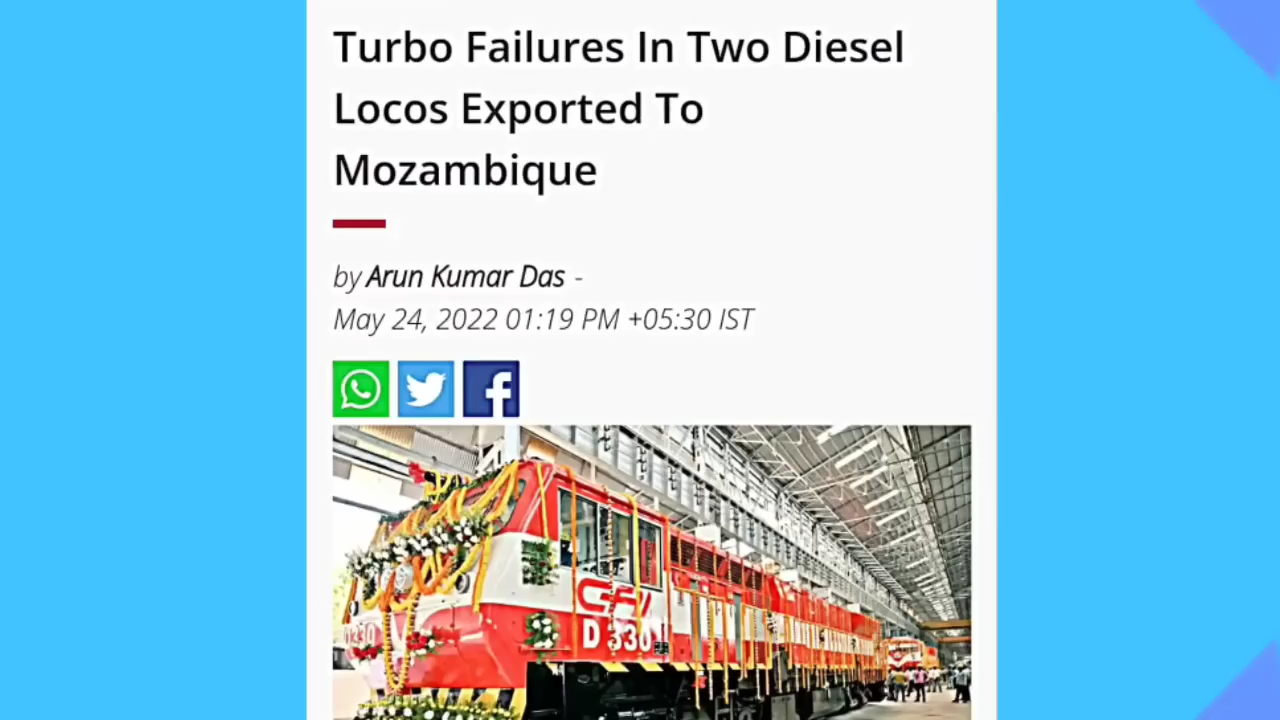 Turbo Failures In Two Diesel
Locos Exported To
Mozambique
by Arun Kumar Das -
May 24, 2022 01:19 PM +05:30 IST
CFM
D 330